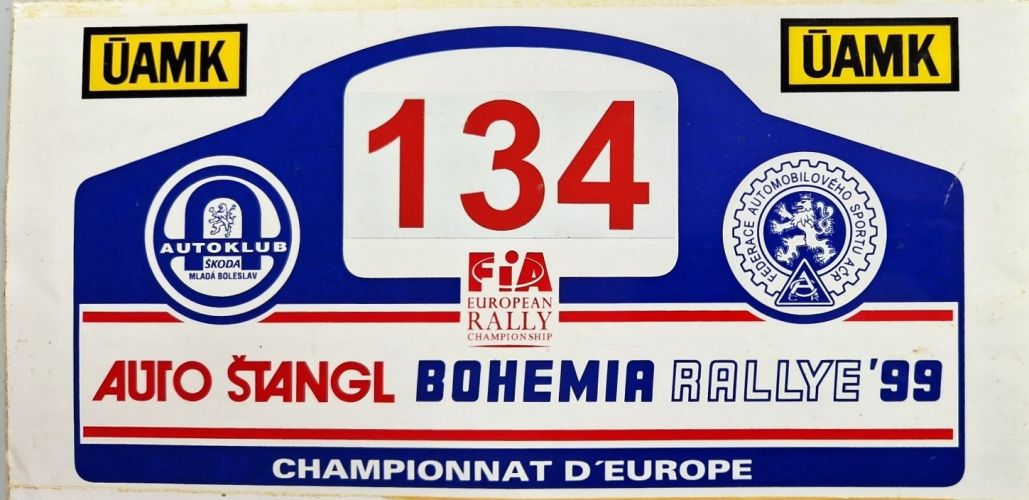 ÚAMK
ÚAMK
134
AUTOKLUB
ŠKODA
MLADÁ BOLESLAV
FEDERACE AUTOMOBILOVÉHO SPORTU AČR
AČCR
FiA
EUROPEAN
RALLY
CHAMPIONSHIP
AUTO ŠTANGL BOHEMIA RALLYE '99
CHAMPIONNAT D´EUROPE